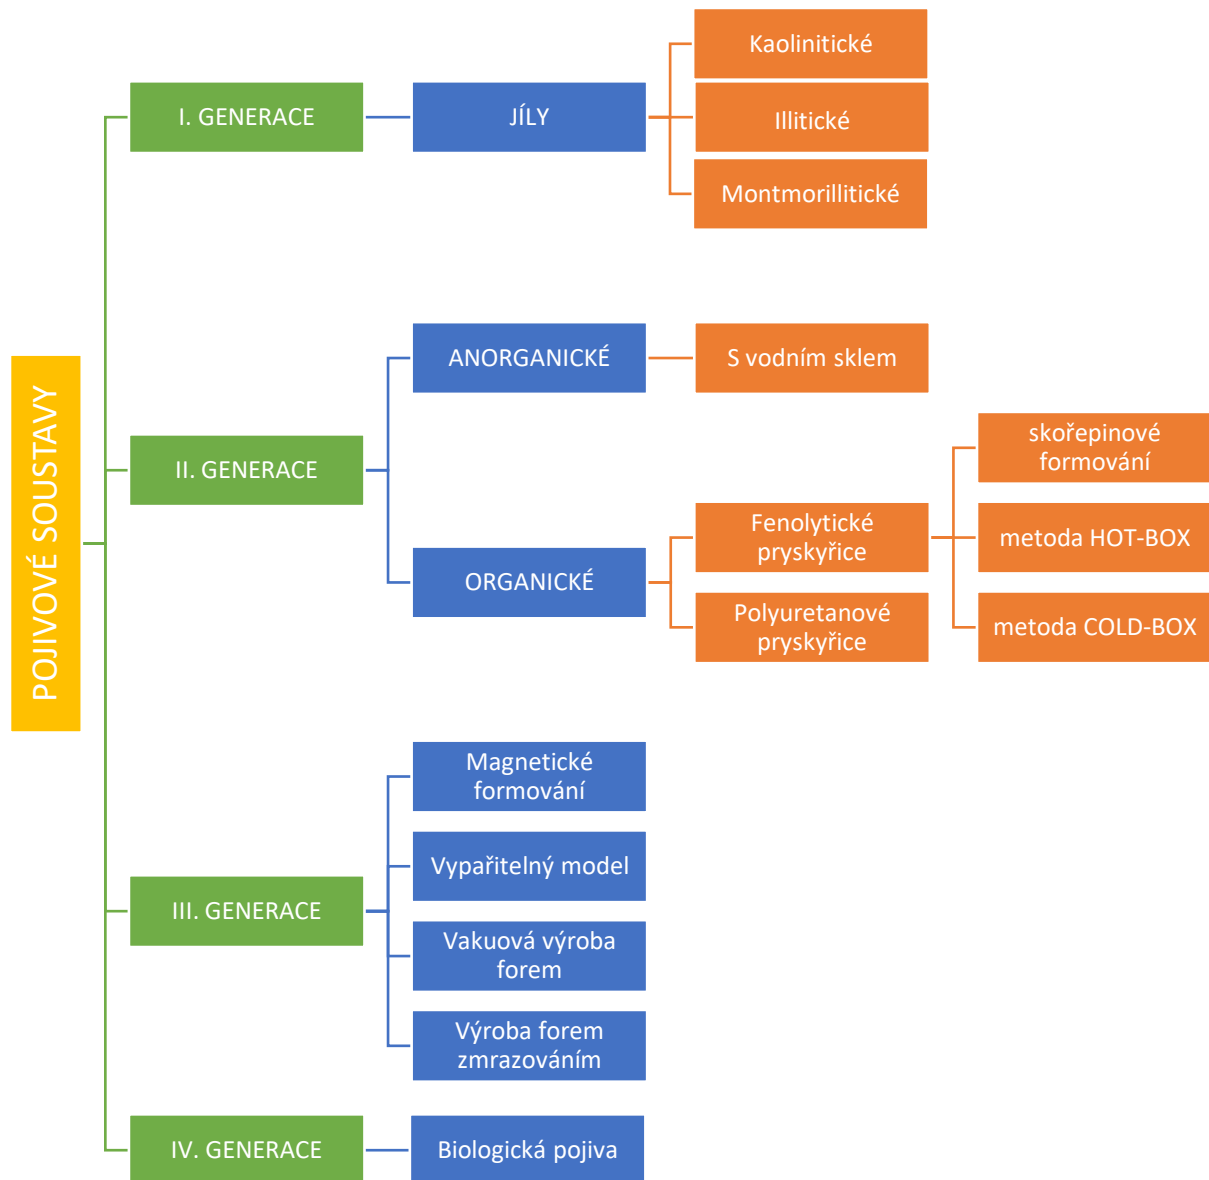 POJIVOVÉ SOUSTAVY
I. GENERACE
JÍLY
Kaolinitické
Illitické
Montmorillitické
II. GENERACE
ANORGANICKÉ
S vodním sklem
ORGANICKÉ
Fenolytické
pryskyřice
skořepinové
formování
metoda HOT-BOX
metoda COLD-BOX
Polyuretanové
pryskyřice
III. GENERACE
Magnetické
formování
Vypařitelný model
Vakuová výroba
forem
Výroba forem
zmrazováním
IV. GENERACE
Biologická pojiva